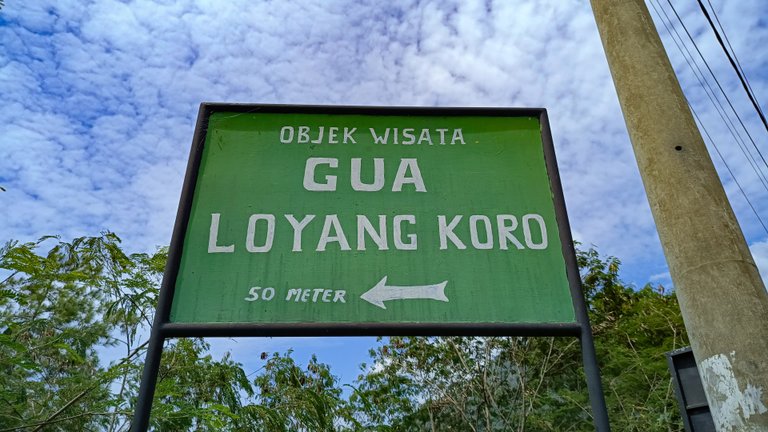 OBJEK WISATA
GUA
LOYANG KORO
50 METER